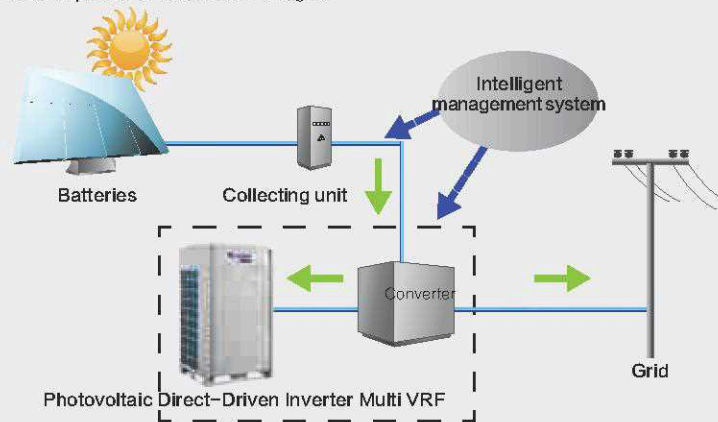 Intelligent
management system
Batteries
Collecting unit
Converter
Grid
Photovoltaic Direct-Driven Inverter Multi VRF